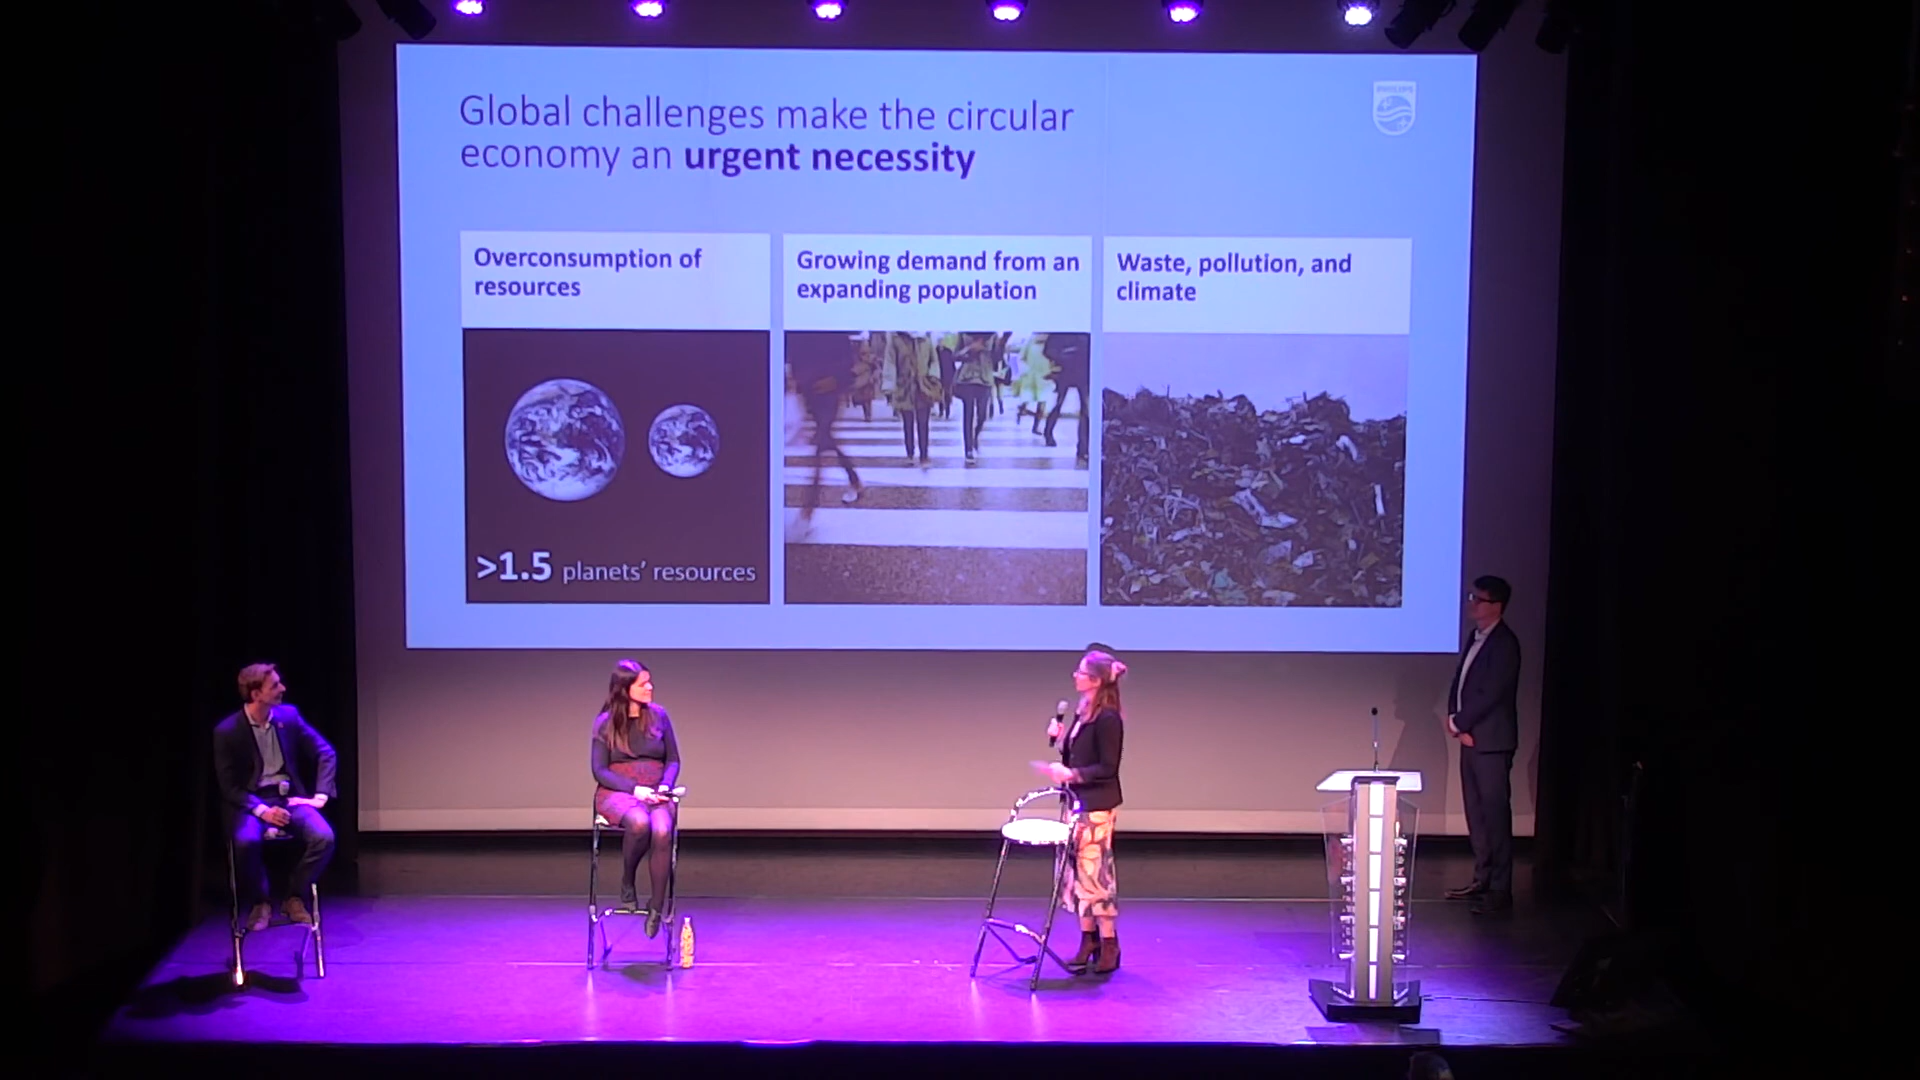 Global challenges make the circular
economy an urgent necessity
PHILIPS
Overconsumption of
resources
Growing demand from an
expanding population
Waste, pollution, and
climate
>1.5 planets’ resources